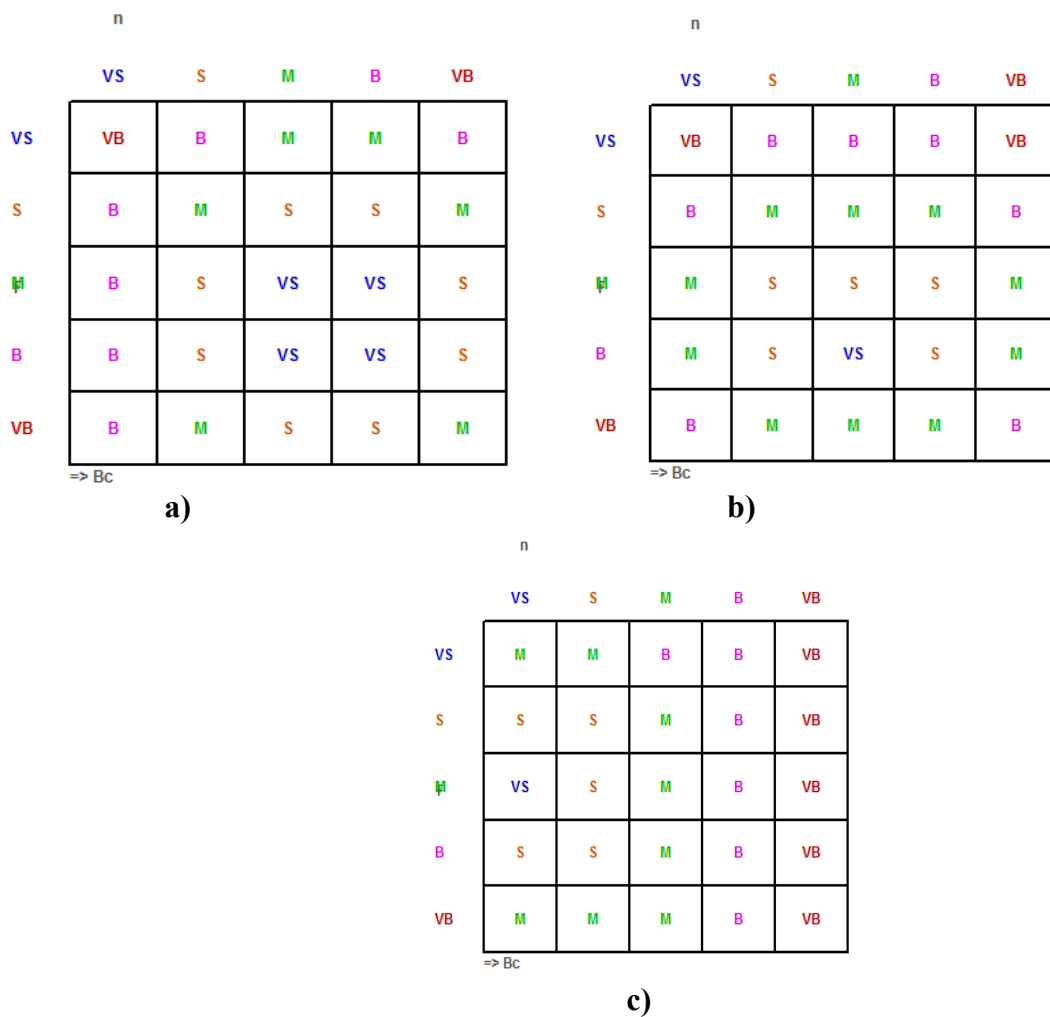 n
VS S M B VB
VS VB B M M B
S B M S S M
M B S VS VS S
B B S VS VS S
VB B M S S M
=> Bc
a)
n
VS S M B VB
VS VB B B B VB
S B M M M B
M M S S S M
B M S VS S M
VB B M M M B
=> Bc
b)
n
VS S M B VB
VS M M B B VB
S S S M B VB
M VS S M B VB
B S S M B VB
VB M M M B VB
=> Bc
c)